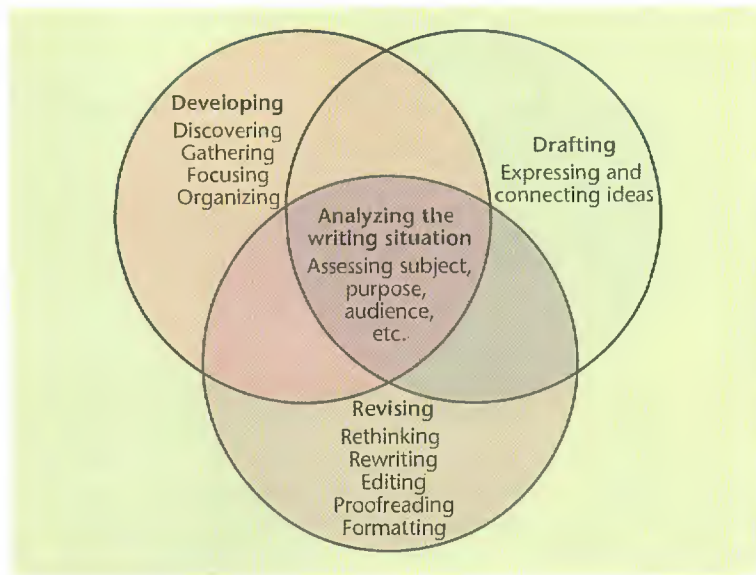 Developing
Discovering
Gathering
Focusing
Organizing
Drafting
Expressing and
connecting ideas
Analyzing the
writing situation
Assessing subject,
purpose,
audience,
etc.
Revising
Rethinking
Rewriting
Editing
Proofreading
Formatting